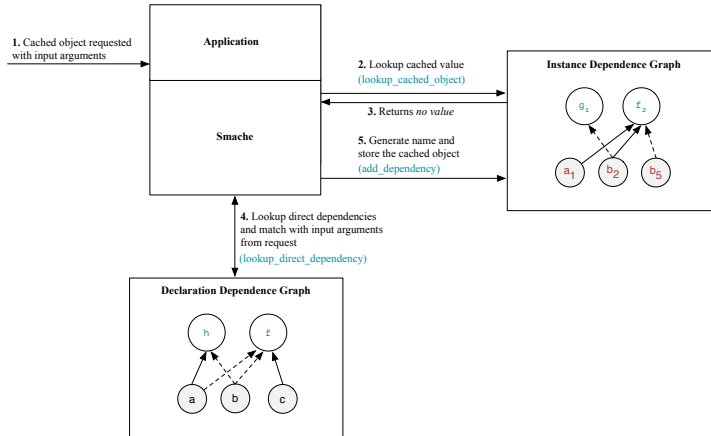 1. Cached object requested
with input arguments
Application
Smache
2. Lookup cached value
(lookup_cached_object)
3. Returns no value
5. Generate name and
store the cached object
(add_dependency)
Instance Dependence Graph
g₁
f₂
a₁
b₂
b₅
4. Lookup direct dependencies
and match with input arguments
from request
(lookup_direct_dependency)
Declaration Dependence Graph
h
f
a
b
c